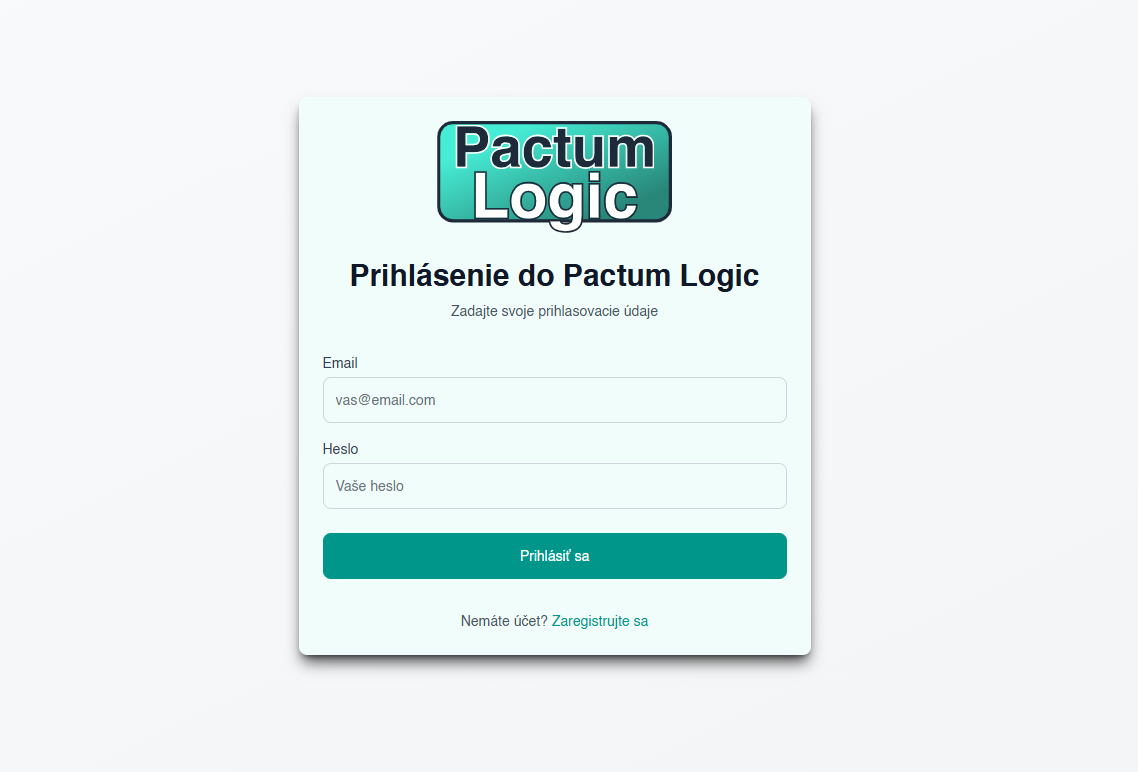 Pactum
Logic
Prihlásenie do Pactum Logic
Zadajte svoje prihlasovacie údaje
Email
vas@email.com
Heslo
Vaše heslo
Prihlásiť sa
Nemáte účet? Zaregistrujte sa